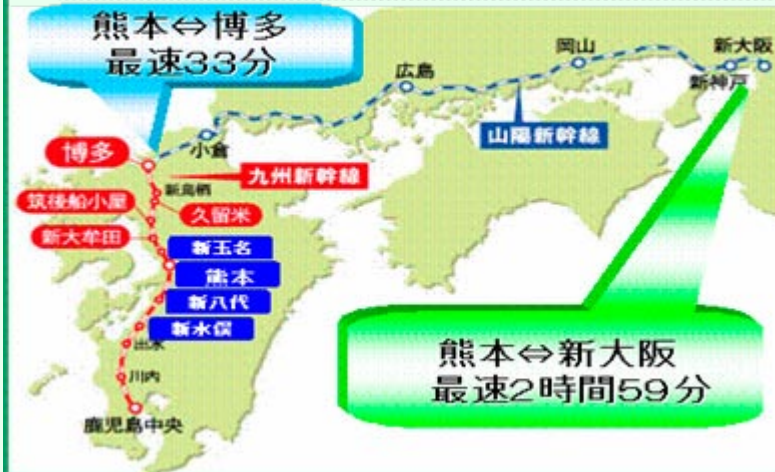 熊本⇔博多
最速33分
岡山
新大阪
広島
新神戸
小倉
山陽新幹線
博多
九州新幹線
新鳥栖
筑後船小屋
久留米
新大牟田
新玉名
熊本
新八代
新水俣
出水
川内
鹿児島中央
熊本⇔新大阪
最速2時間59分